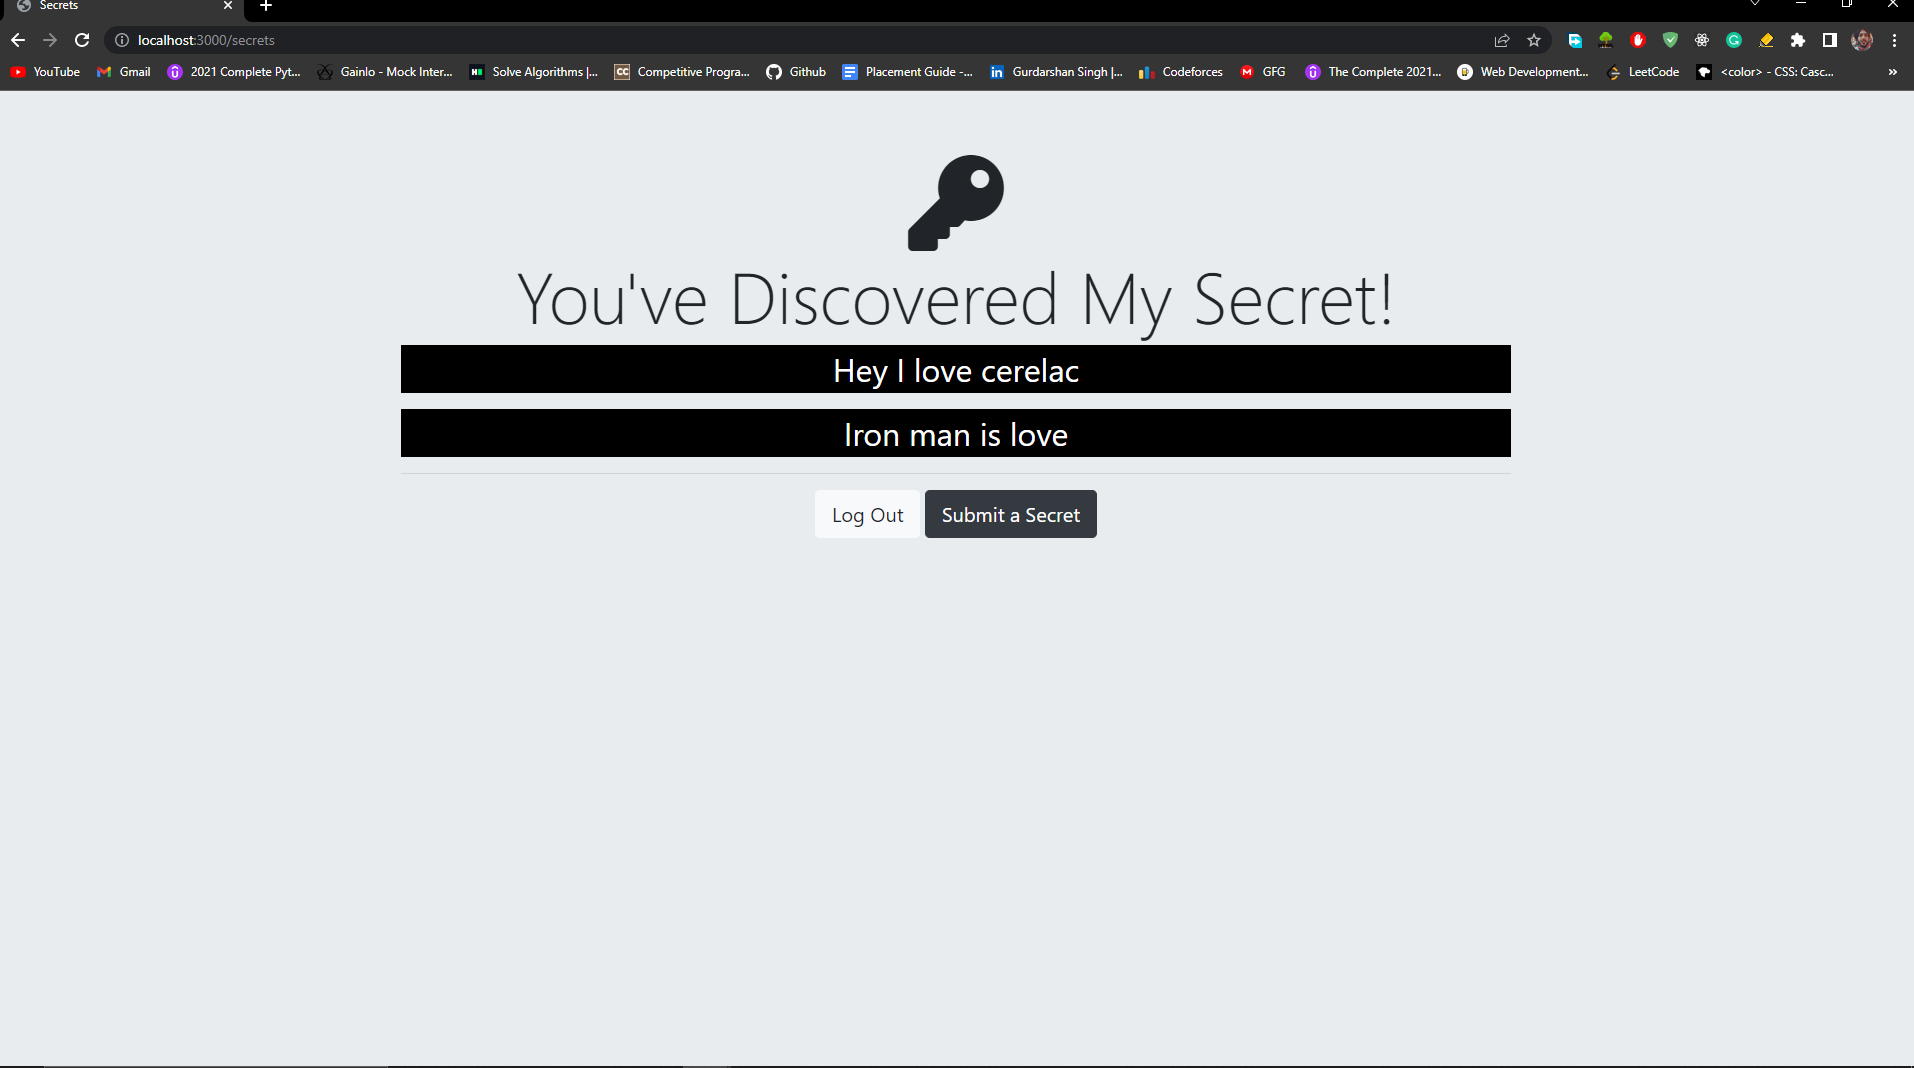 Secrets
localhost:3000/secrets
YouTube Gmail 2021 Complete Pyt... Gainlo - Mock Inter... Solve Algorithms |... Competitive Progra... Github Placement Guide -... Gurdarshan Singh |... Codeforces GFG The Complete 2021... Web Development... LeetCode <color> - CSS: Casc... »
You've Discovered My Secret!
Hey I love cerelac
Iron man is love
Log Out Submit a Secret